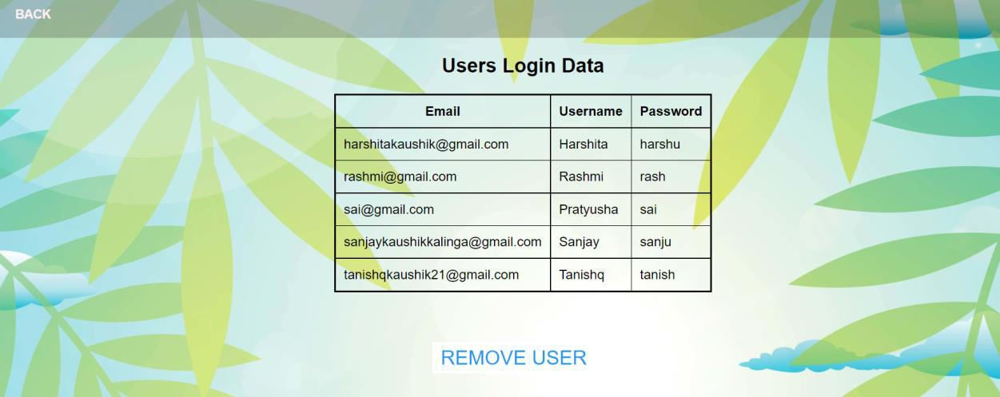 BACK
Users Login Data
Email Username Password
harshitakaushik@gmail.com Harshita harshu
rashmi@gmail.com Rashmi rash
sai@gmail.com Pratyusha sai
sanjaykaushikkalinga@gmail.com Sanjay sanju
tanishqkaushik21@gmail.com Tanishq tanish
REMOVE USER